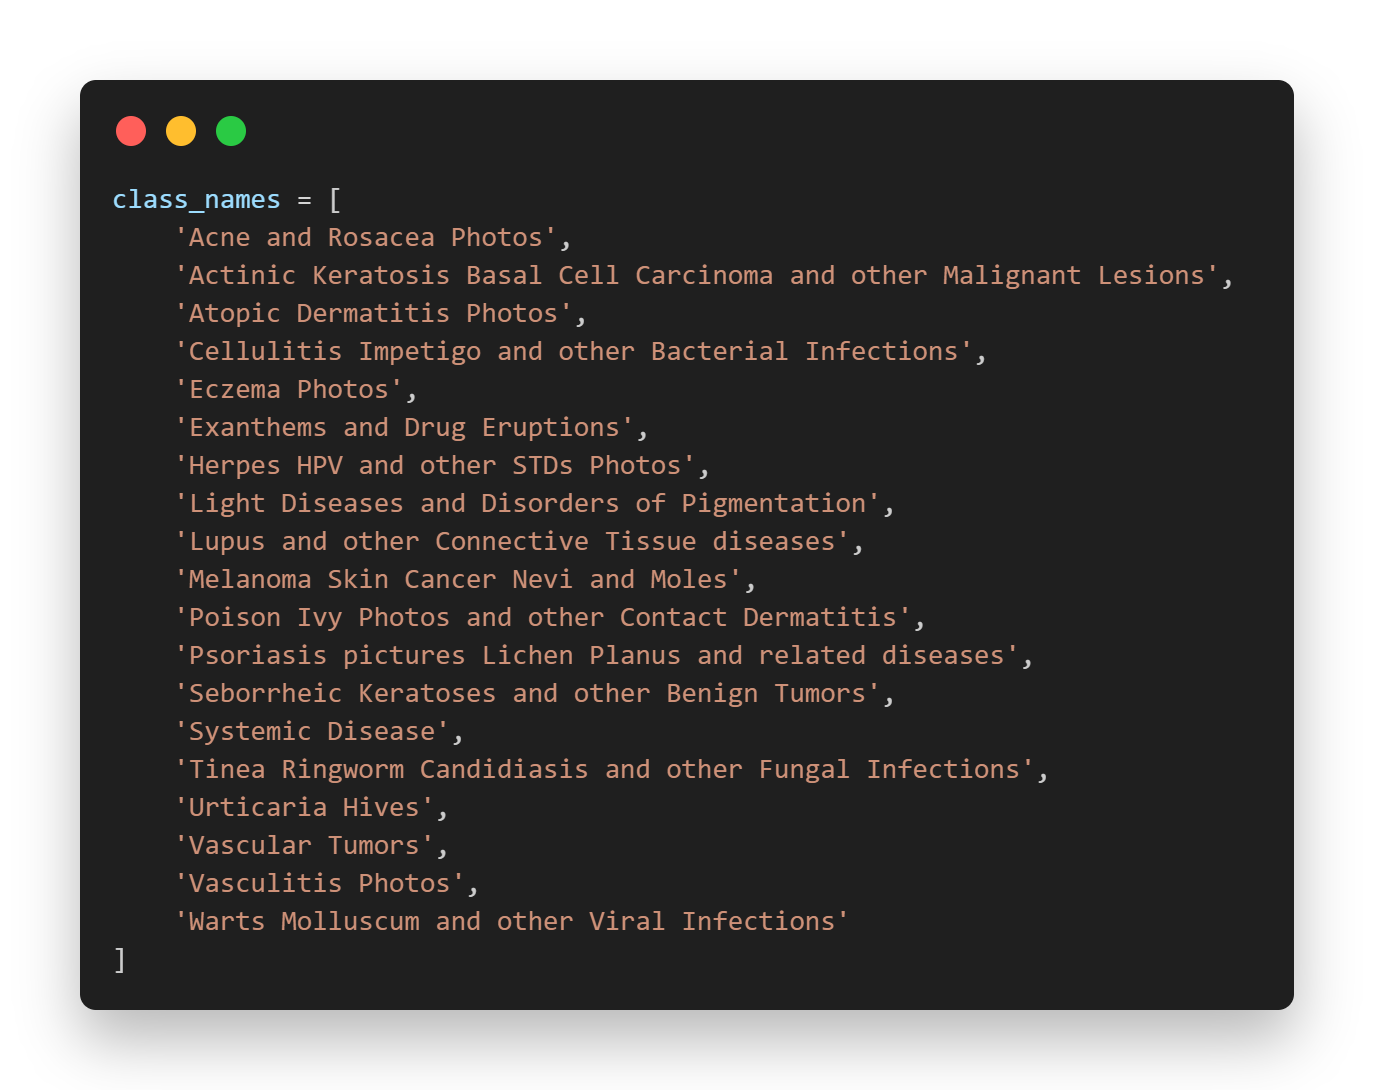 class_names = [
    'Acne and Rosacea Photos',
    'Actinic Keratosis Basal Cell Carcinoma and other Malignant Lesions',
    'Atopic Dermatitis Photos',
    'Cellulitis Impetigo and other Bacterial Infections',
    'Eczema Photos',
    'Exanthems and Drug Eruptions',
    'Herpes HPV and other STDs Photos',
    'Light Diseases and Disorders of Pigmentation',
    'Lupus and other Connective Tissue diseases',
    'Melanoma Skin Cancer Nevi and Moles',
    'Poison Ivy Photos and other Contact Dermatitis',
    'Psoriasis pictures Lichen Planus and related diseases',
    'Seborrheic Keratoses and other Benign Tumors',
    'Systemic Disease',
    'Tinea Ringworm Candidiasis and other Fungal Infections',
    'Urticaria Hives',
    'Vascular Tumors',
    'Vasculitis Photos',
    'Warts Molluscum and other Viral Infections'
]